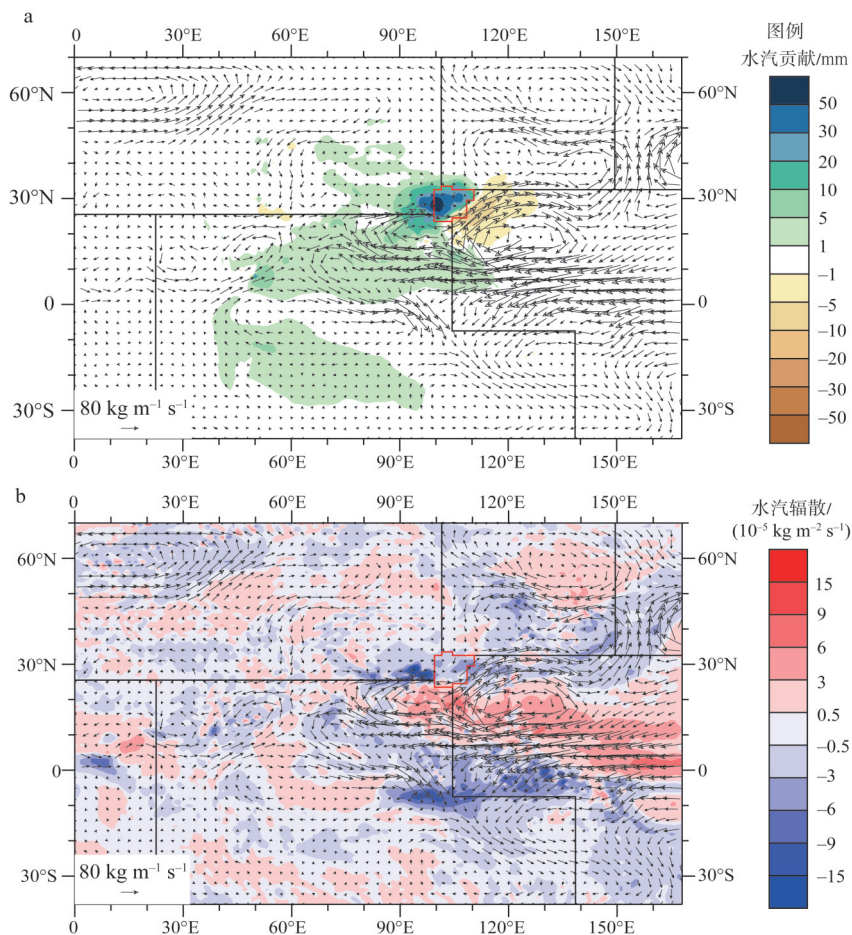 a
0 30°E 60°E 90°E 120°E 150°E
60°N 60°N
30°N 30°N
0 0
30°S 30°S
80 kg m⁻¹ s⁻¹
0 30°E 60°E 90°E 120°E 150°E
图例
水汽贡献/mm
50
30
20
10
5
1
–1
–5
–10
–20
–30
–50
b
0 30°E 60°E 90°E 120°E 150°E
60°N 60°N
30°N 30°N
0 0
30°S 30°S
80 kg m⁻¹ s⁻¹
0 30°E 60°E 90°E 120°E 150°E
水汽辐散/
(10⁻⁵ kg m⁻² s⁻¹)
15
9
6
3
0.5
–0.5
–3
–6
–9
–15